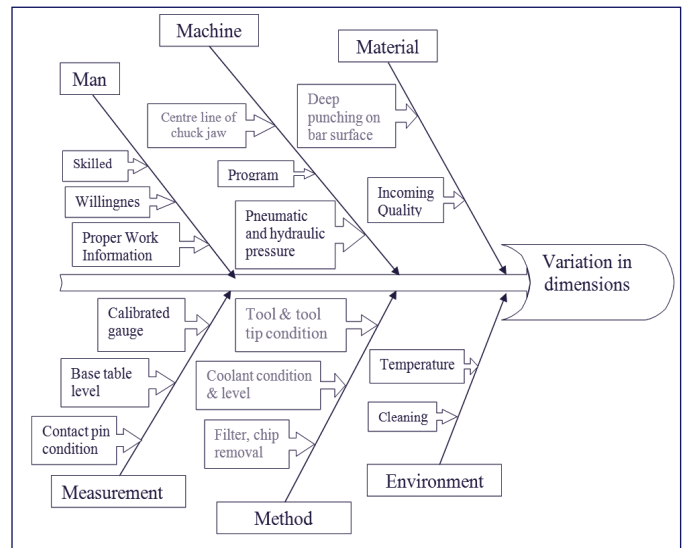 Machine
Material
Man
Centre line of
chuck jaw
Deep
punching on
bar surface
Skilled
Program
Willingnes
Incoming
Quality
Proper Work
Information
Pneumatic
and hydraulic
pressure
Variation in
dimensions
Calibrated
gauge
Tool & tool
tip condition
Base table
level
Coolant condition
& level
Temperature
Contact pin
condition
Filter, chip
removal
Cleaning
Measurement
Method
Environment